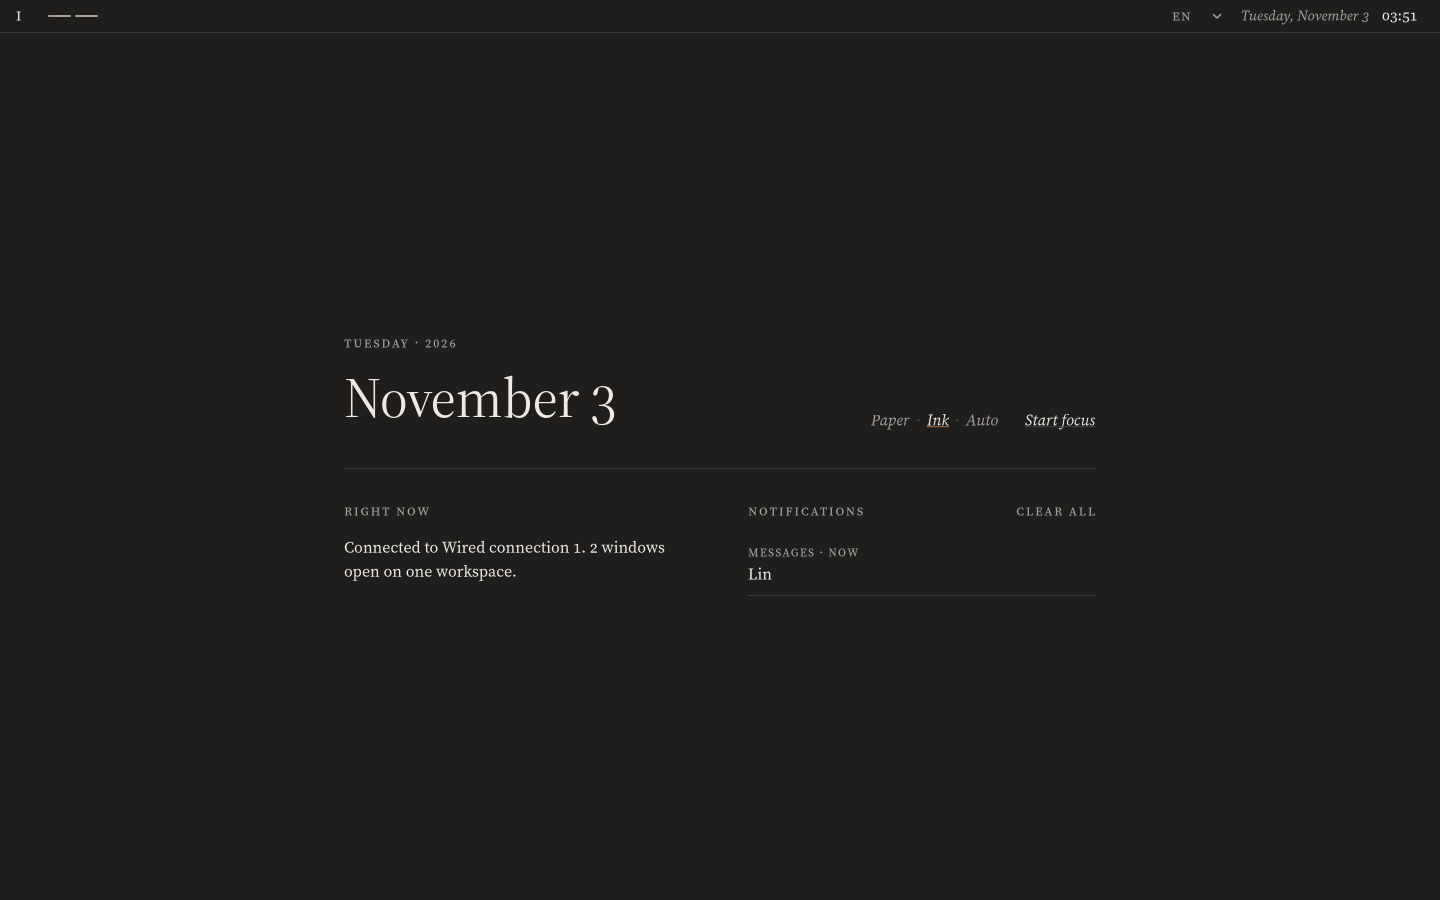 I
EN
Tuesday, November 3 03:51
TUESDAY · 2026
November 3
Paper · Ink · Auto Start focus
RIGHT NOW
Connected to Wired connection 1. 2 windows
open on one workspace.
NOTIFICATIONS CLEAR ALL
MESSAGES · NOW
Lin